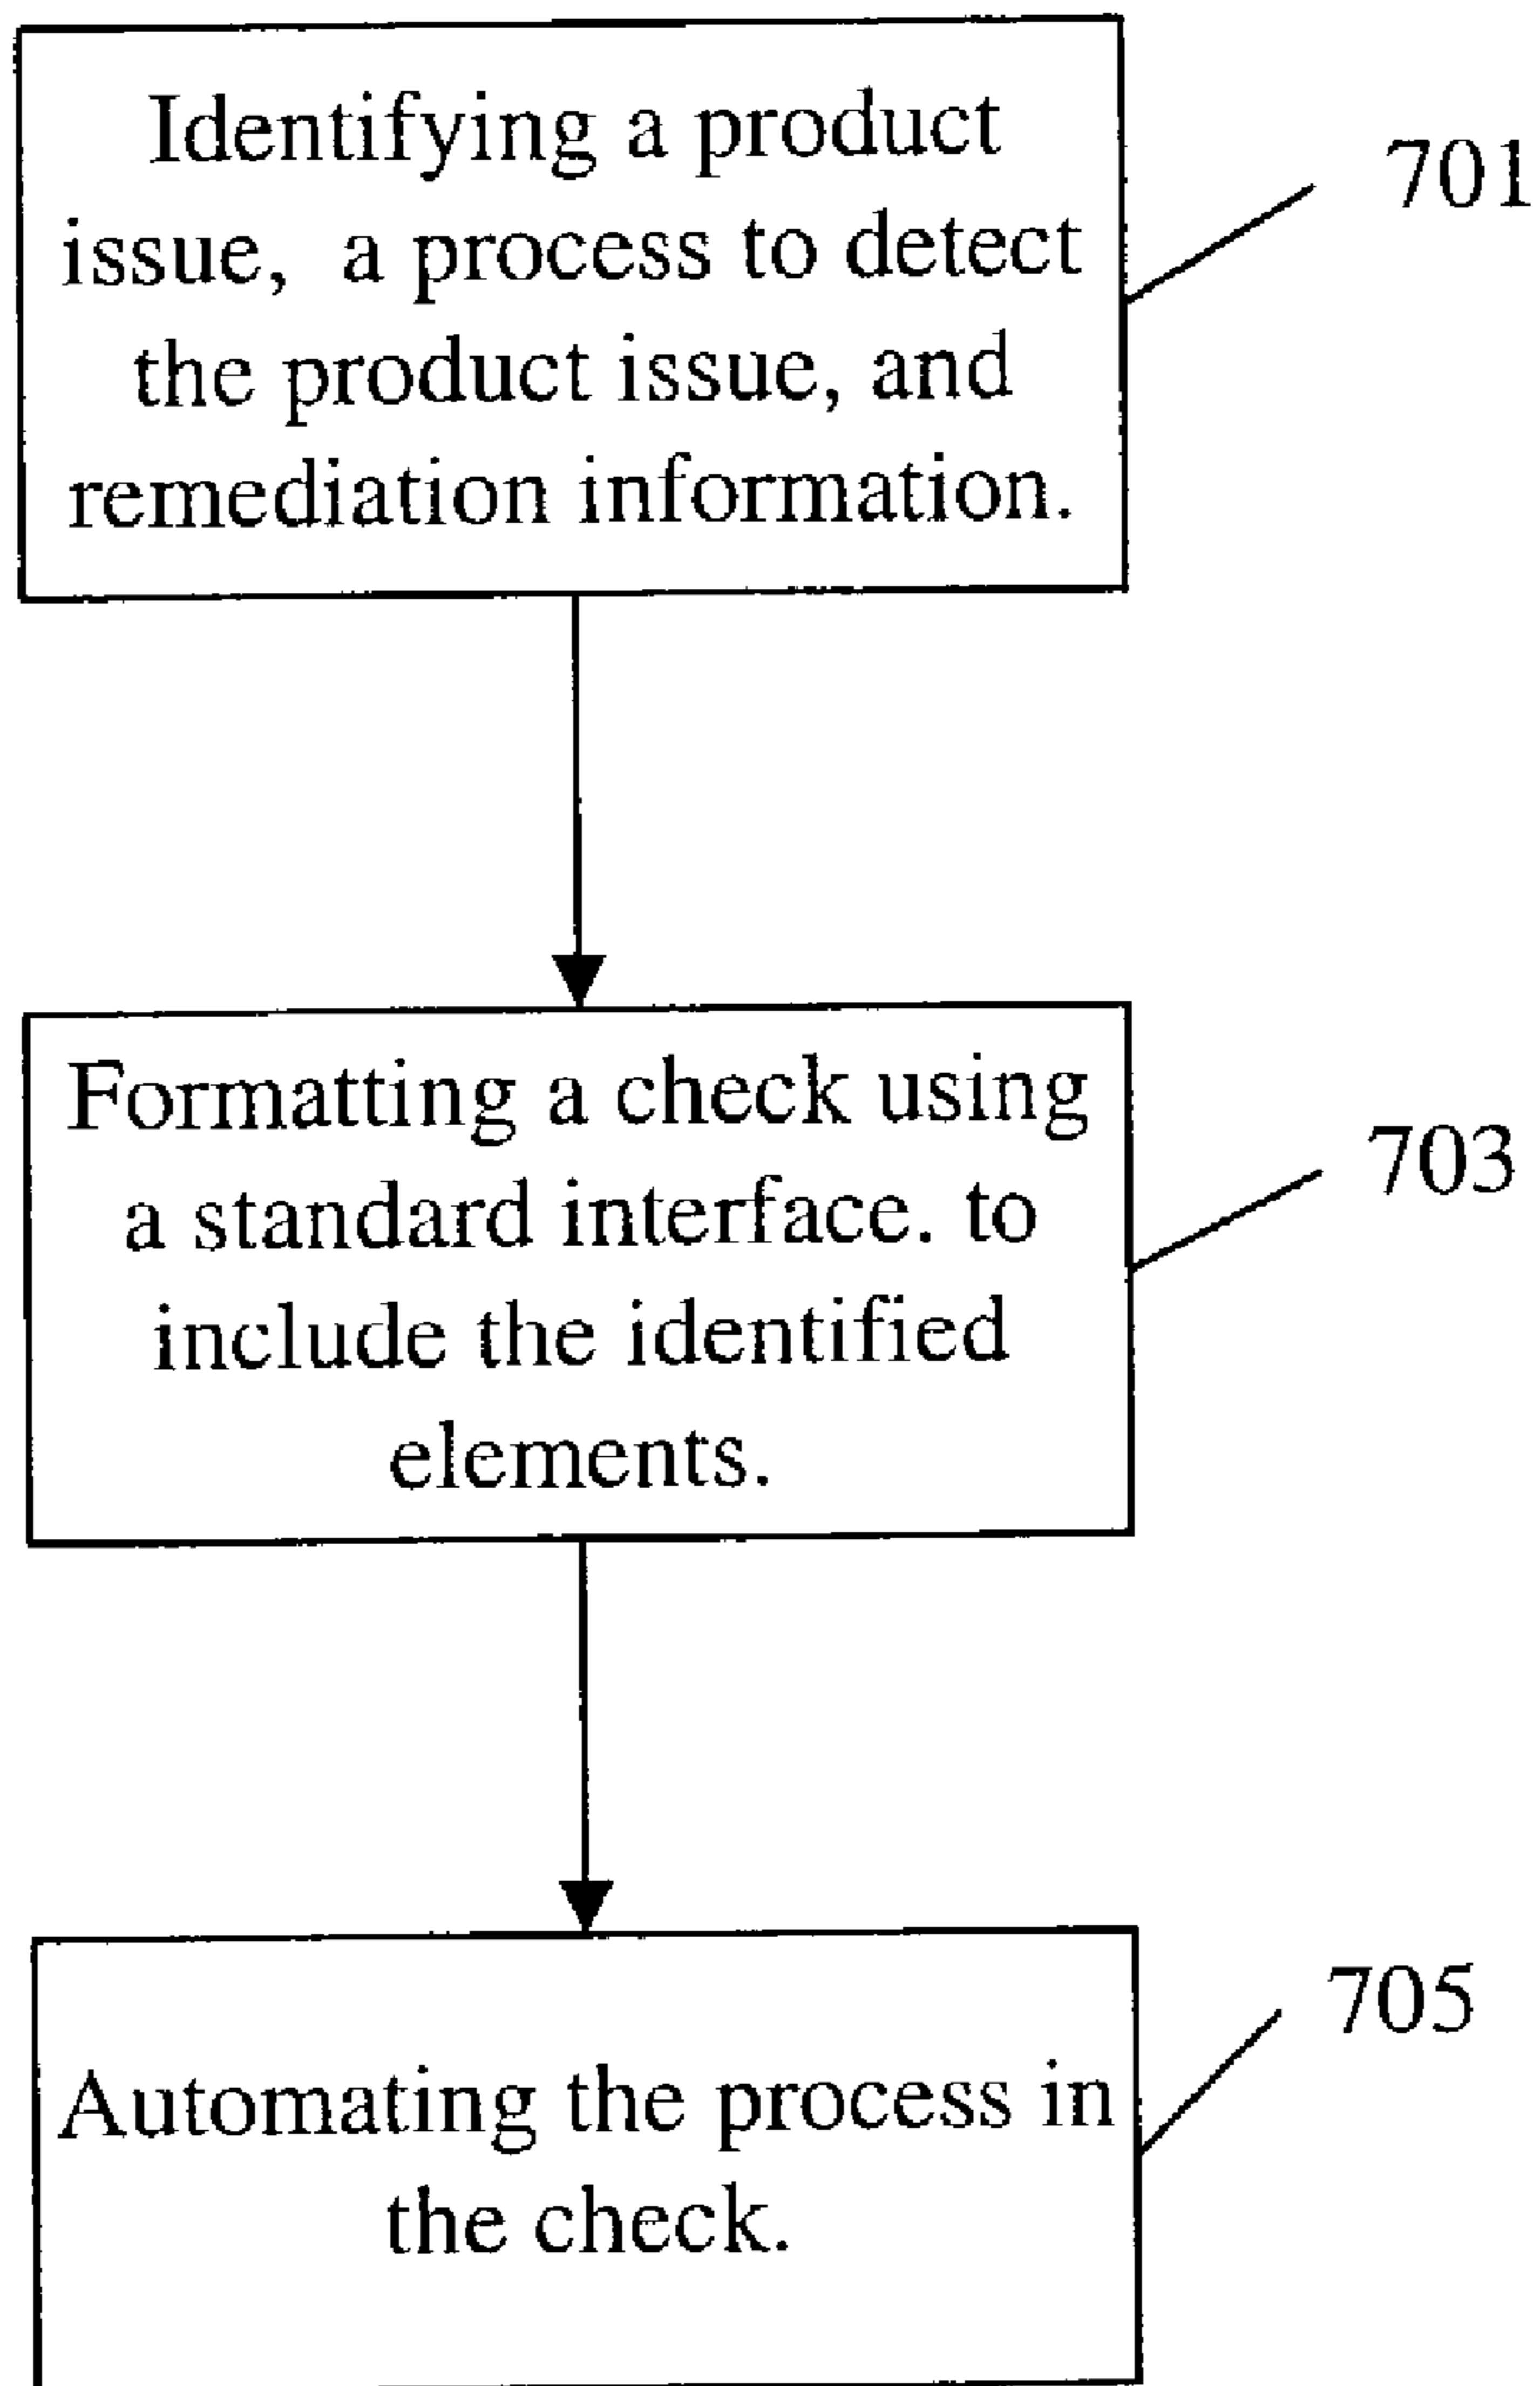 Identifying a product
issue, a process to detect
the product issue, and
remediation information.
701
Formatting a check using
a standard interface. to
include the identified
elements.
703
Automating the process in
the check.
705